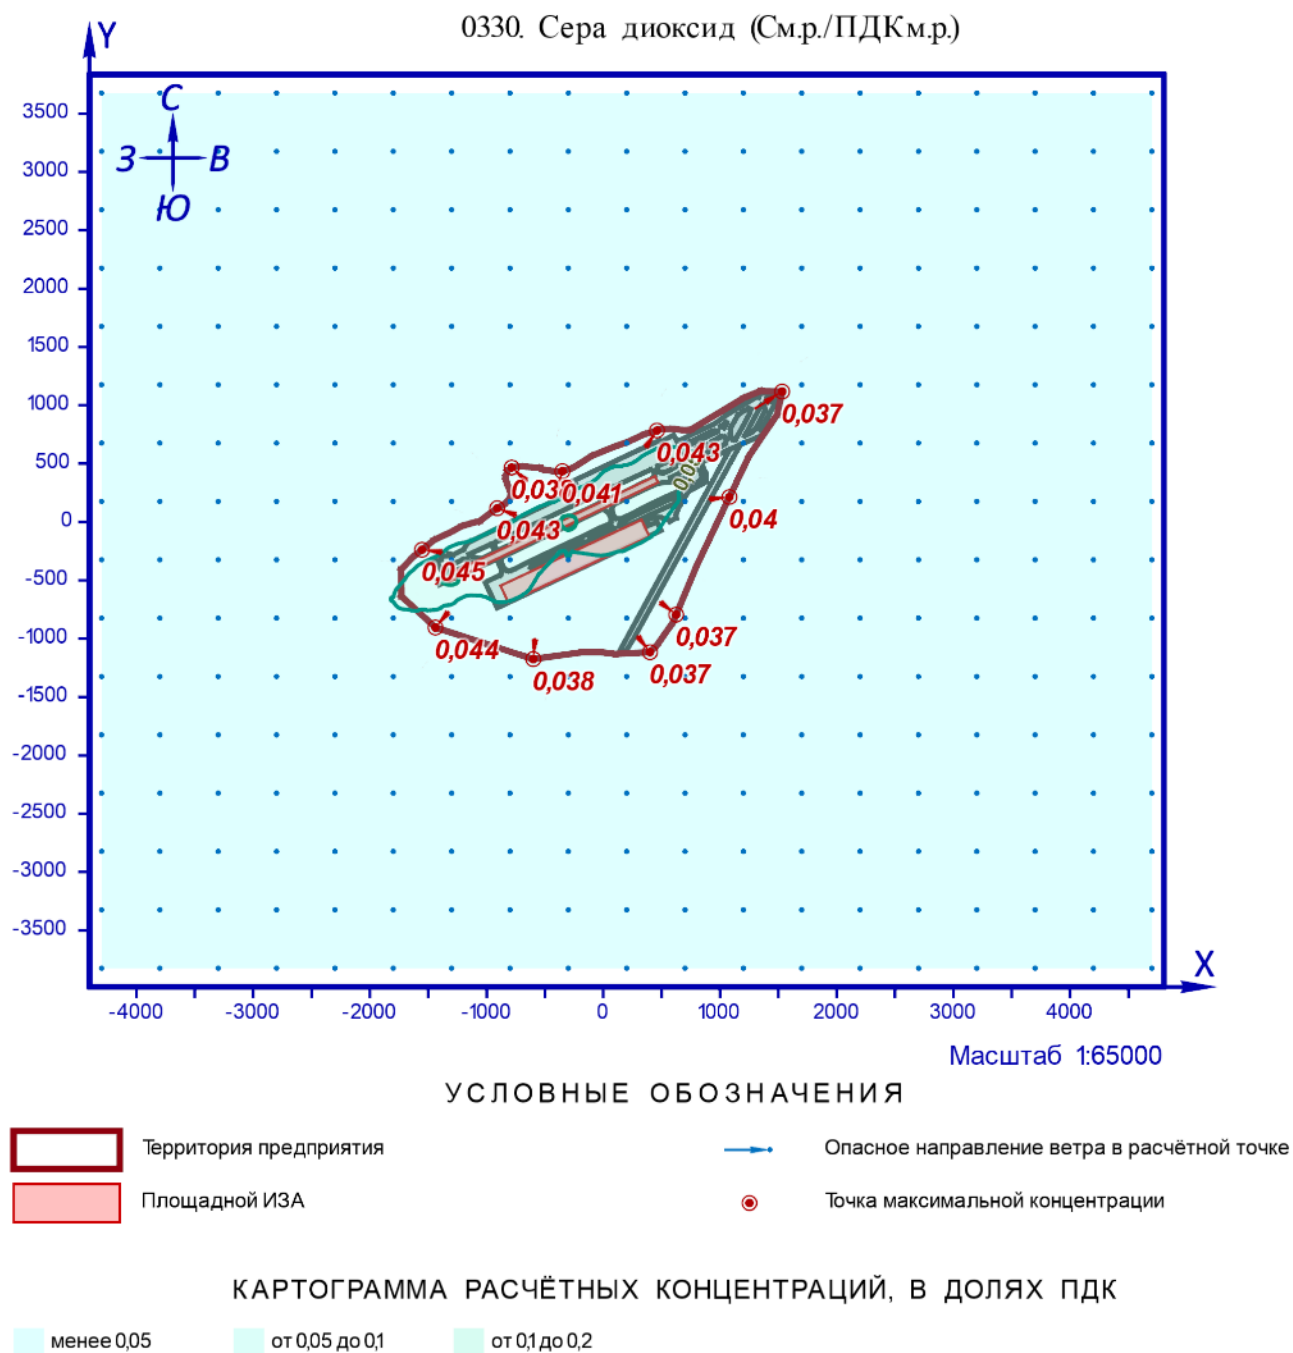 0330. Сера диоксид (См.р./ПДКм.р.)
Y
С
З В
Ю
3500
3000
2500
2000
1500
1000
500
0
-500
-1000
-1500
-2000
-2500
-3000
-3500
0,037
0,043
0,041
0,043
0,04
0,045
0,037
0,044
0,037
0,038
X
-4000 -3000 -2000 -1000 0 1000 2000 3000 4000
Масштаб 1:65000
УСЛОВНЫЕ ОБОЗНАЧЕНИЯ
Территория предприятия
Опасное направление ветра в расчётной точке
Площадной ИЗА
Точка максимальной концентрации
КАРТОГРАММА РАСЧЁТНЫХ КОНЦЕНТРАЦИЙ, В ДОЛЯХ ПДК
менее 0,05 от 0,05 до 0,1 от 0,1 до 0,2